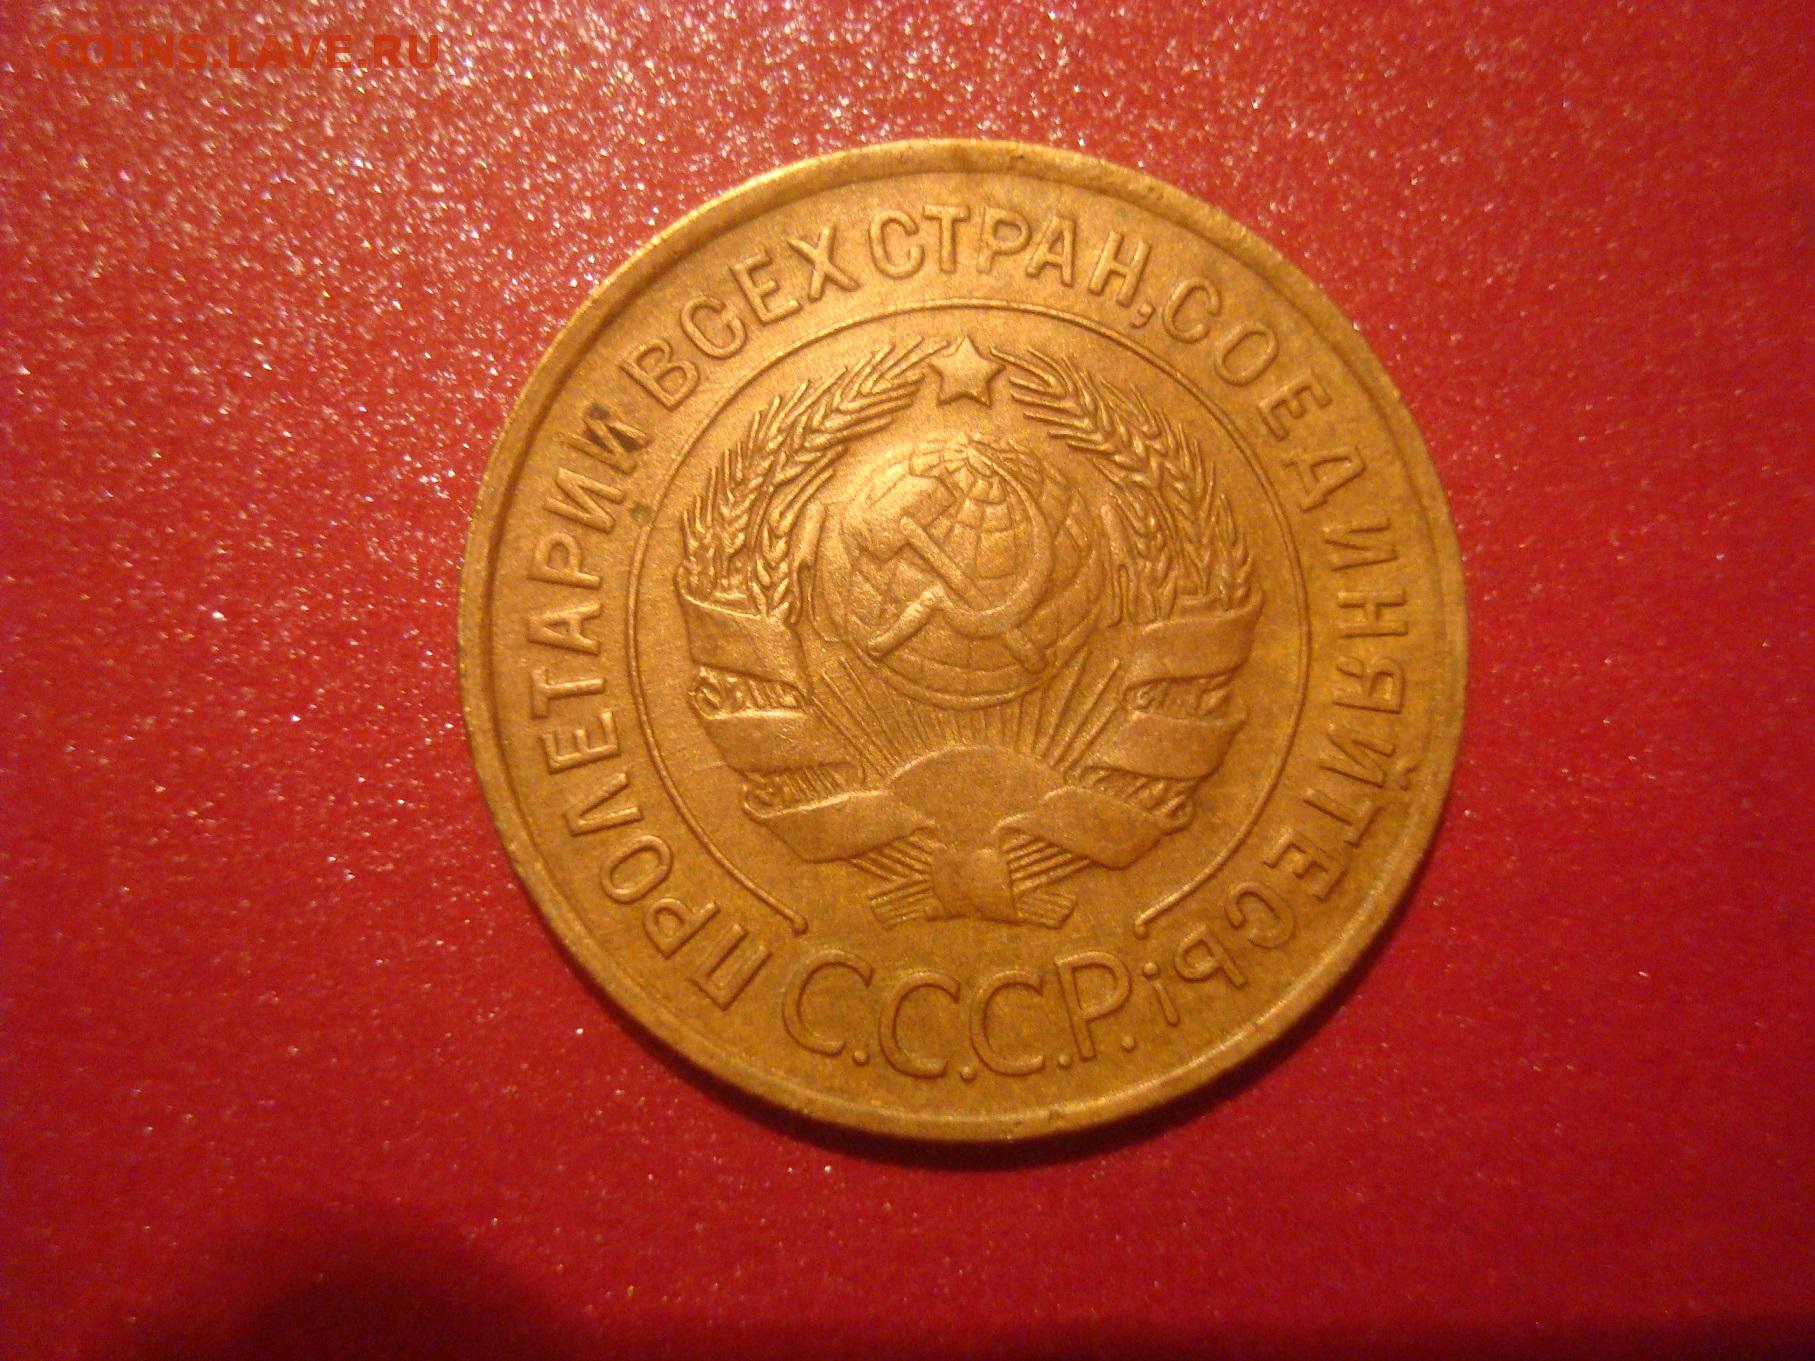 COINS.LAVE.RU
ПРОЛЕТАРИИ ВСЕХ СТРАН, СОЕДИНЯЙТЕСЬ!
С.С.С.Р.